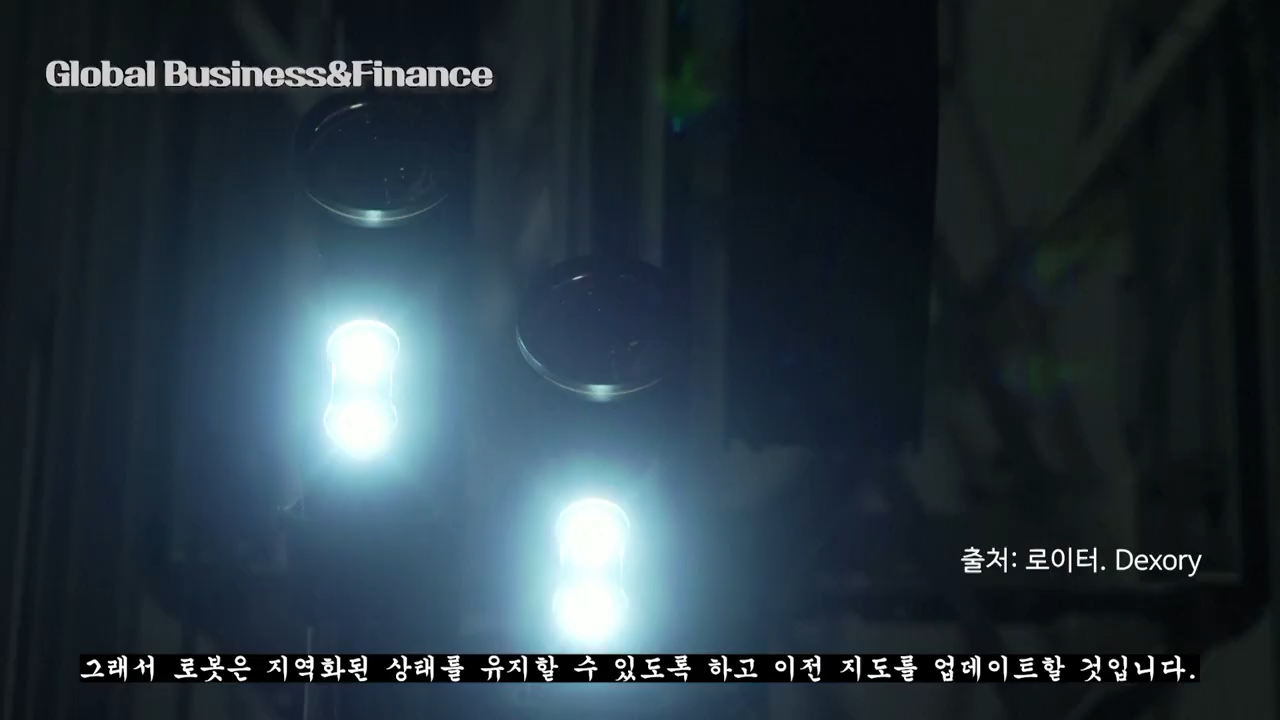 Global Business&Finance
출처: 로이터. Dexory
그래서 로봇은 지역화된 상태를 유지할 수 있도록 하고 이전 지도를 업데이트할 것입니다.